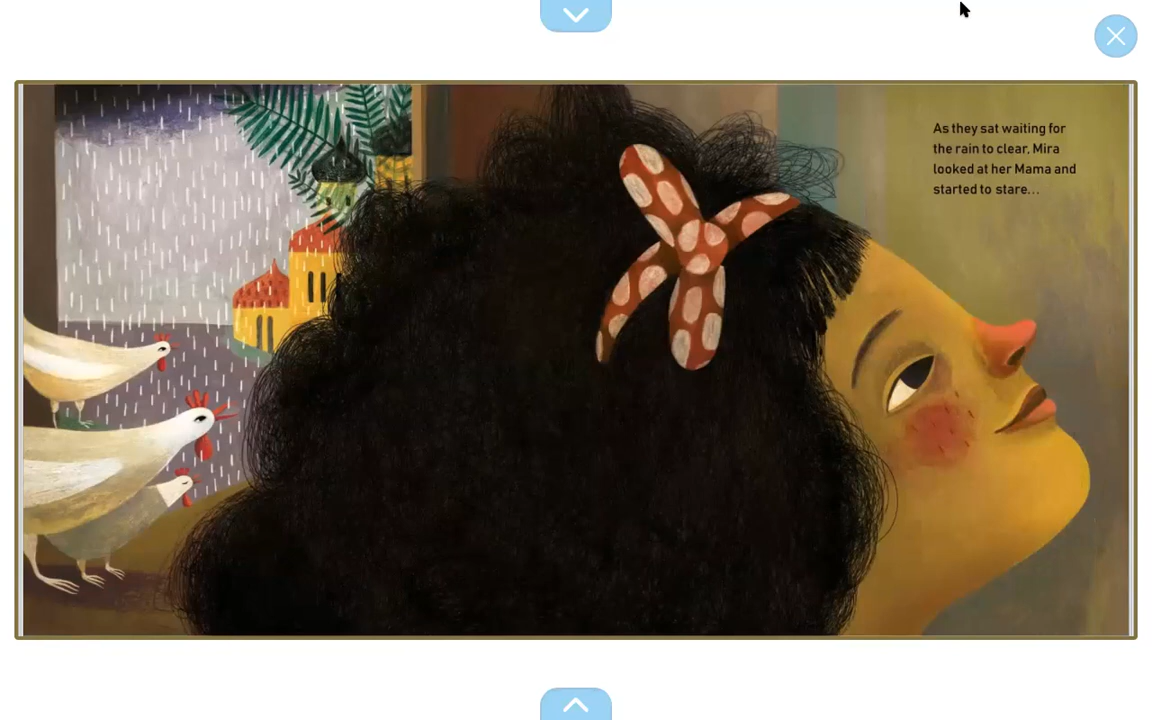 As they sat waiting for
the rain to clear, Mira
looked at her Mama and
started to stare...